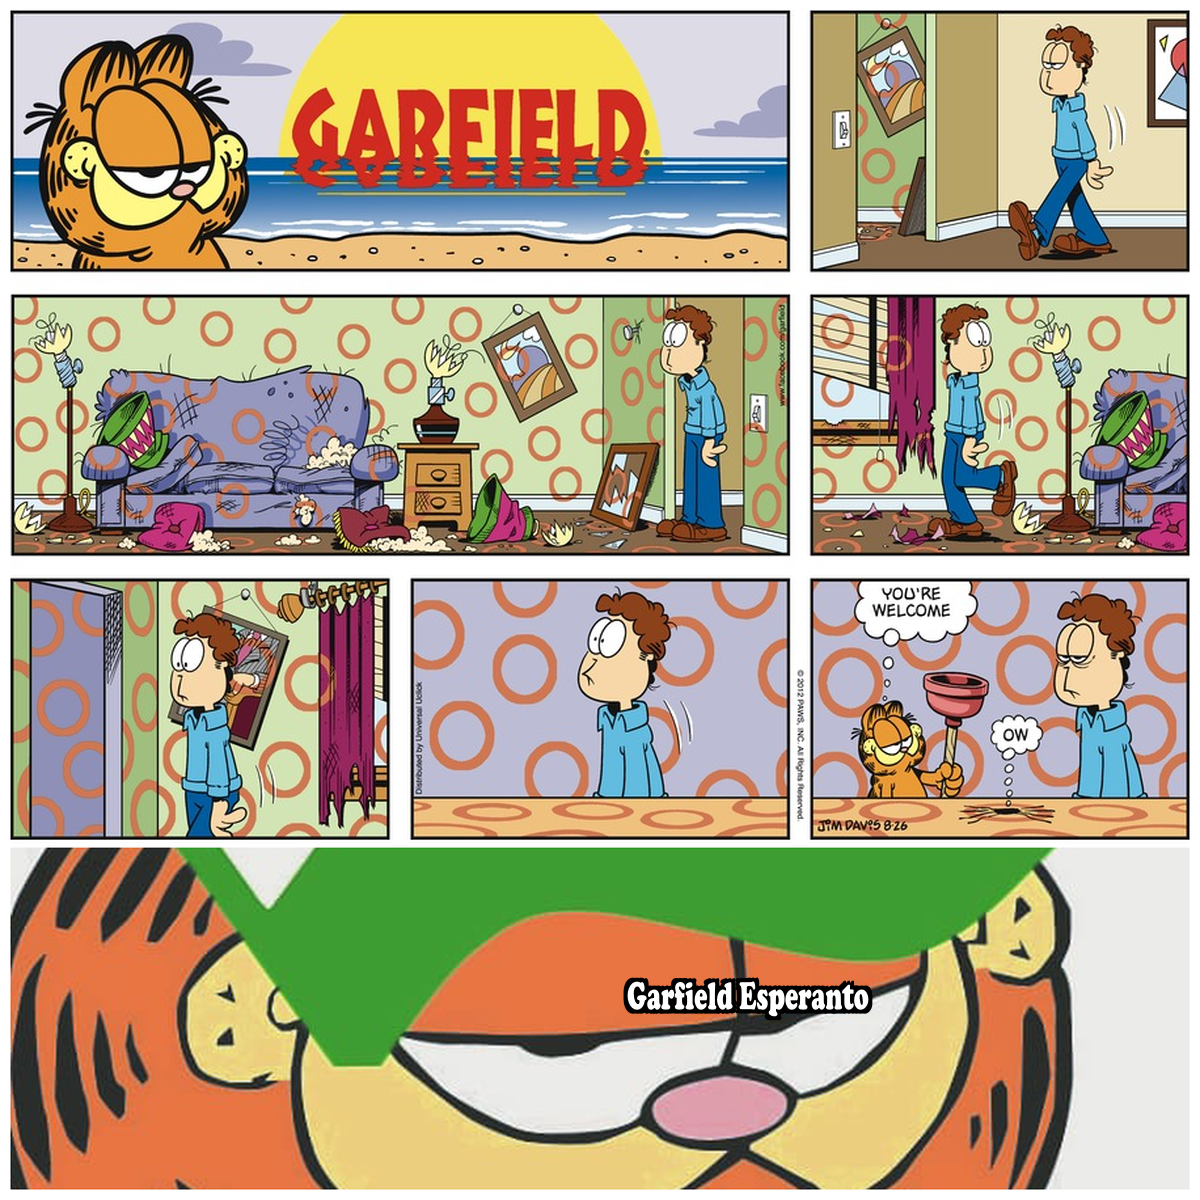 GARFIELD
www.facebook.com/garfield
Distributed by Universal Uclick
© 2012 PAWS, INC. All Rights Reserved.
YOU'RE
WELCOME
OW
JIM DAVIS 8-26
Garfield Esperanto